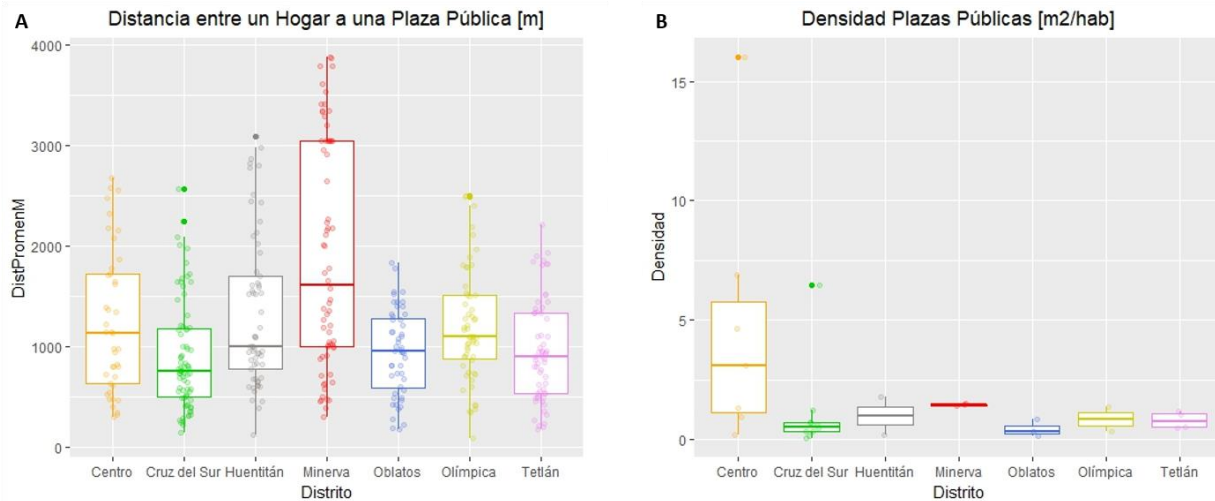 A
Distancia entre un Hogar a una Plaza Pública [m]
4000
3000
2000
1000
0
DistPromenM
Centro Cruz del Sur Huentitán Minerva Oblatos Olímpica Tetlán
Distrito
B
Densidad Plazas Públicas [m2/hab]
15
10
5
0
Densidad
Centro Cruz del Sur Huentitán Minerva Oblatos Olímpica Tetlán
Distrito